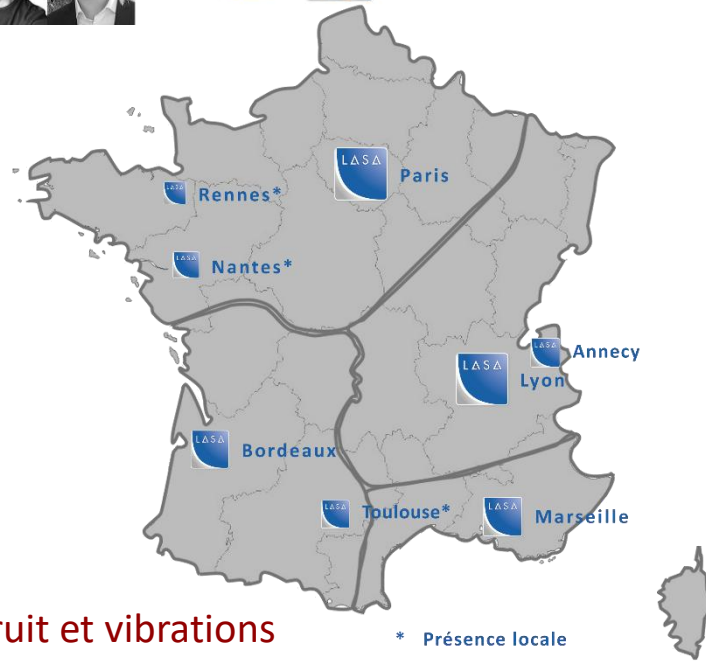 LASA
Paris
LASA
Rennes*
LASA
Nantes*
LASA
Annecy
LASA
Lyon
LASA
Bordeaux
LASA
Toulouse*
LASA
Marseille
ruit et vibrations
* Présence locale